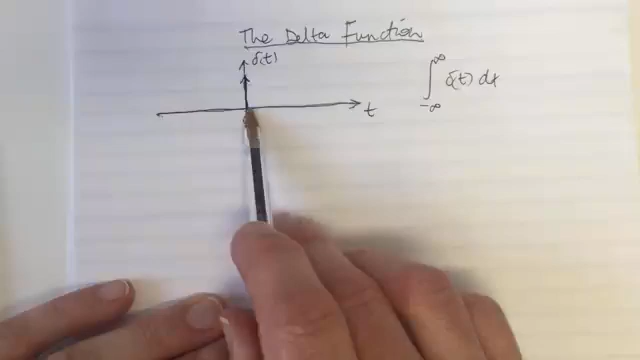 The Delta Function
δ(t)
t
∫_{-∞}^{∞} δ(t) dt